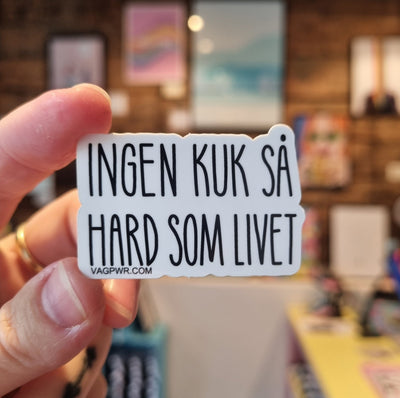 INGEN KUK SÅ
HARD SOM LIVET
VAGPWR.COM